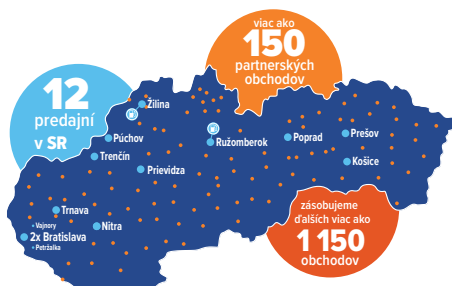 viac ako
150
partnerských
obchodov
12
predajní
v SR
Žilina
Púchov
Ružomberok
Poprad
Prešov
Trenčín
Prievidza
Košice
Trnava
Vajnory
Nitra
2x Bratislava
Petržalka
zásobujeme
ďalších viac ako
1 150
obchodov